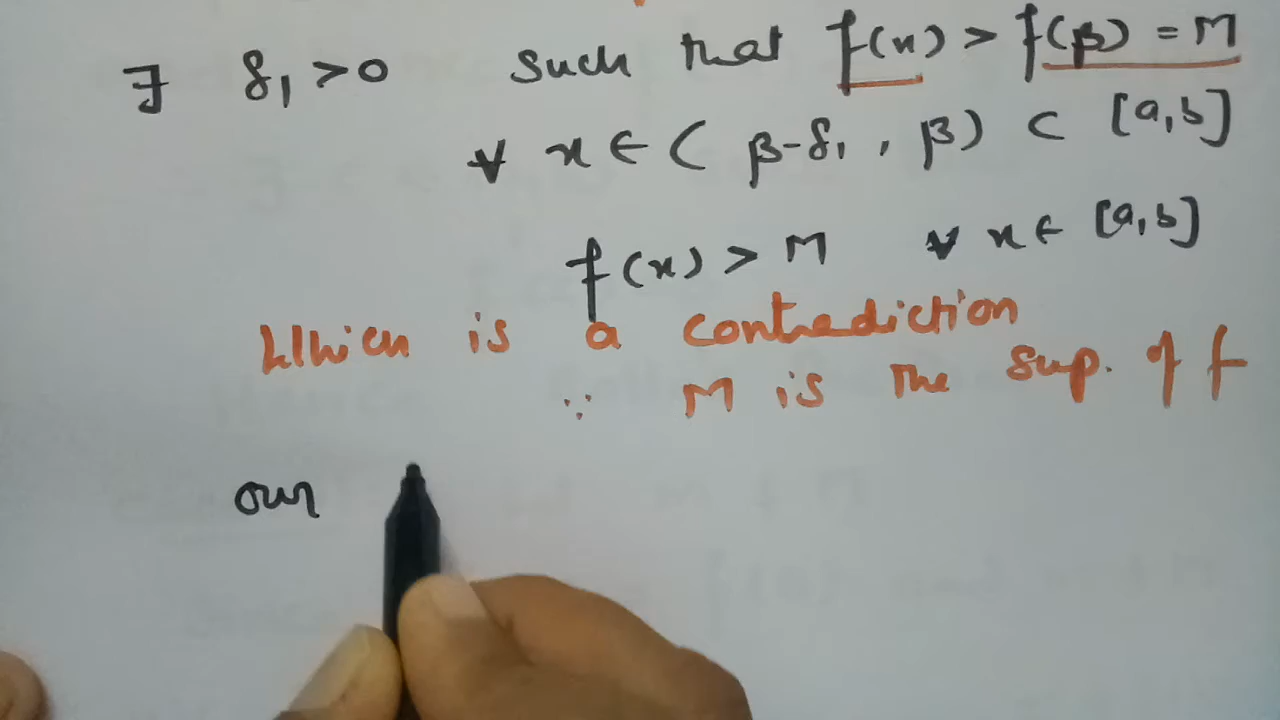 ∃ δ₁ > 0 such that f(x) > f(β) = M
∀ x ∈ ( β-δ₁ , β) ⊂ [a,b]
f(x) > M ∀ x ∈ [a,b]
Which is a contradiction
∵ M is the sup. of f
our